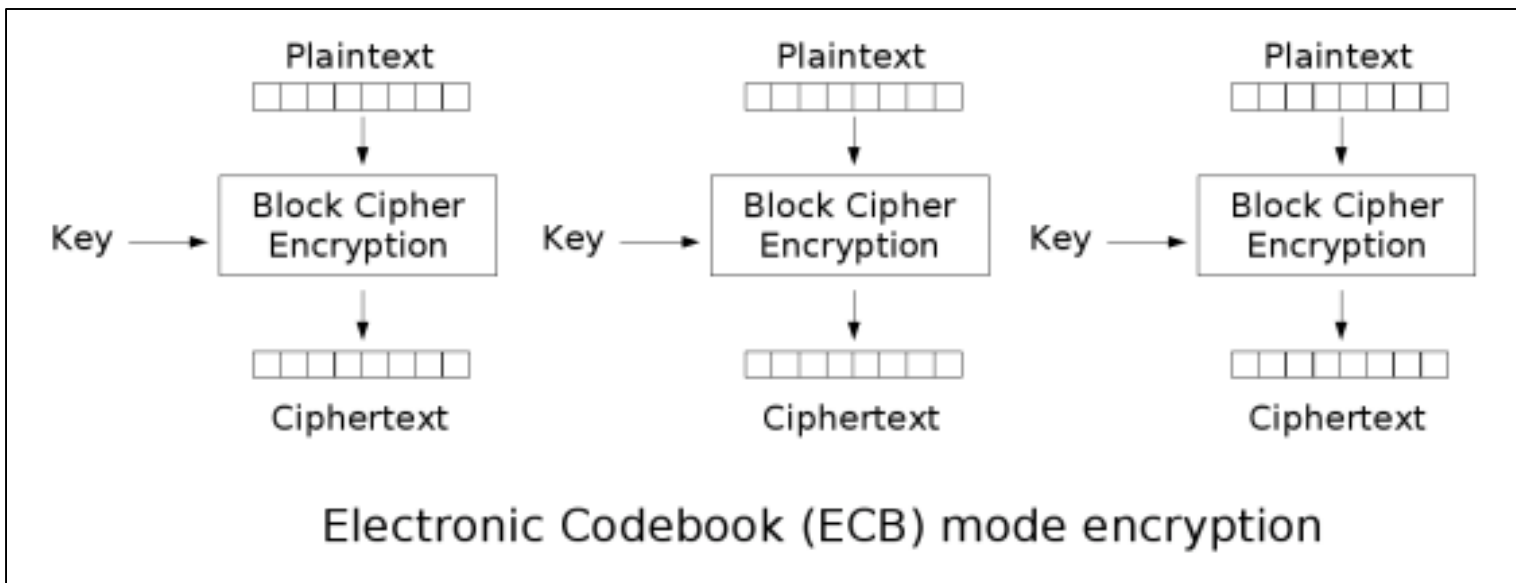 Plaintext Plaintext Plaintext
Block Cipher Block Cipher Block Cipher
Key Encryption Key Encryption Key Encryption
Ciphertext Ciphertext Ciphertext
Electronic Codebook (ECB) mode encryption